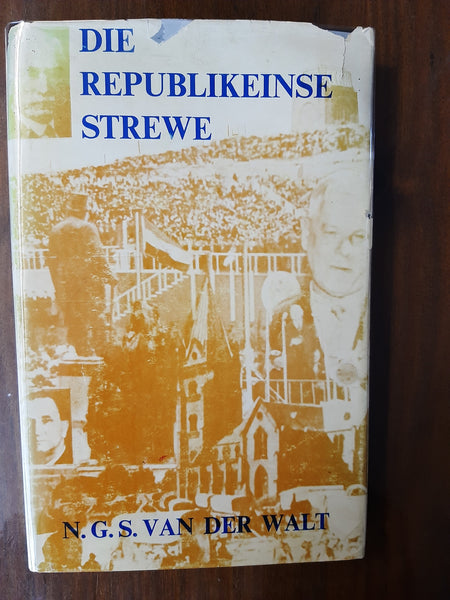 DIE
REPUBLIKEINSE
STREWE
N.G.S. VAN DER WALT